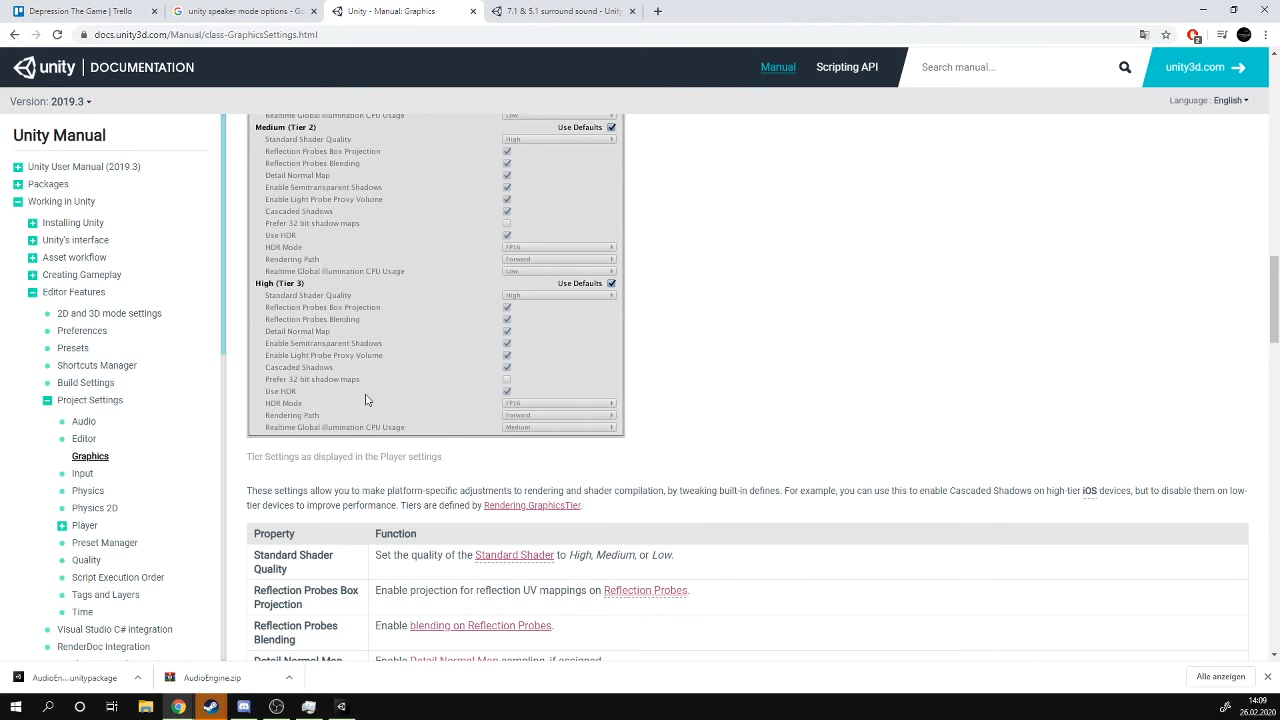 Depression The Game | Trello
unity speaker mode options - Go
Unity - Manual: Graphics
7.1 & 5.1 surround sound - Unity
docs.unity3d.com/Manual/class-GraphicsSettings.html
2
unity | DOCUMENTATION
Manual
Scripting API
Search manual...
unity3d.com
Version: 2019.3
Language : English
Unity Manual
Unity User Manual (2019.3)
Packages
Working in Unity
Installing Unity
Unity's interface
Asset workflow
Creating Gameplay
Editor Features
2D and 3D mode settings
Preferences
Presets
Shortcuts Manager
Build Settings
Project Settings
Audio
Editor
Graphics
Input
Physics
Physics 2D
Player
Preset Manager
Quality
Script Execution Order
Tags and Layers
Time
Visual Studio C# integration
RenderDoc Integration
Realtime Global Illumination CPU Usage Low
Medium (Tier 2) Use Defaults
Standard Shader Quality High
Reflection Probes Box Projection
Reflection Probes Blending
Detail Normal Map
Enable Semitransparent Shadows
Enable Light Probe Proxy Volume
Cascaded Shadows
Prefer 32 bit shadow maps
Use HDR
HDR Mode FP16
Rendering Path Forward
Realtime Global Illumination CPU Usage Low
High (Tier 3) Use Defaults
Standard Shader Quality High
Reflection Probes Box Projection
Reflection Probes Blending
Detail Normal Map
Enable Semitransparent Shadows
Enable Light Probe Proxy Volume
Cascaded Shadows
Prefer 32 bit shadow maps
Use HDR
HDR Mode FP16
Rendering Path Forward
Realtime Global Illumination CPU Usage Medium
Tier Settings as displayed in the Player settings
These settings allow you to make platform-specific adjustments to rendering and shader compilation, by tweaking built-in defines. For example, you can use this to enable Cascaded Shadows on high-tier iOS devices, but to disable them on low-
tier devices to improve performance. Tiers are defined by Rendering.GraphicsTier.
Property Function
Standard Shader Set the quality of the Standard Shader to High, Medium, or Low.
Quality
Reflection Probes Box Enable projection for reflection UV mappings on Reflection Probes.
Projection
Reflection Probes Enable blending on Reflection Probes.
Blending
Detail Normal Map Enable Detail Normal Map sampling, if assigned.
AudioEn....unitypackage
AudioEngine.zip
Alle anzeigen
14:09
26.02.2020